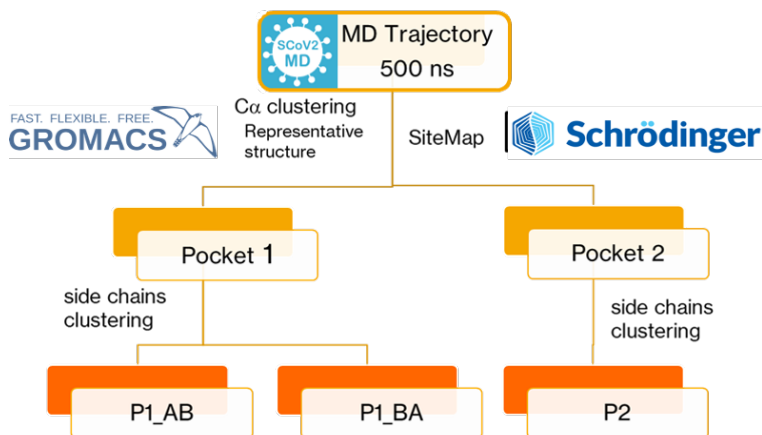 SCoV2
MD
MD Trajectory
500 ns
FAST. FLEXIBLE. FREE.
GROMACS
Cα clustering
Representative
structure
SiteMap
Schrödinger
Pocket 1
Pocket 2
side chains
clustering
side chains
clustering
P1_AB
P1_BA
P2